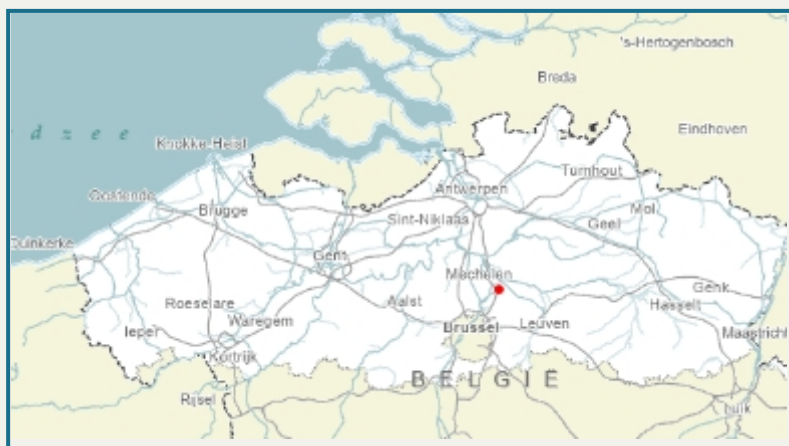 's-Hertogenbosch
Breda
d z e e
Eindhoven
Knokke-Heist
Turnhout
Antwerpen
Oostende
Brugge
Sint-Niklaas
Geel
Mol
Duinkerke
Gent
Mechelen
Genk
Roeselare
Aalst
Hasselt
Waregem
Brussel
Leuven
Ieper
Maastricht
Kortrijk
BELGIË
Rijsel
Luik